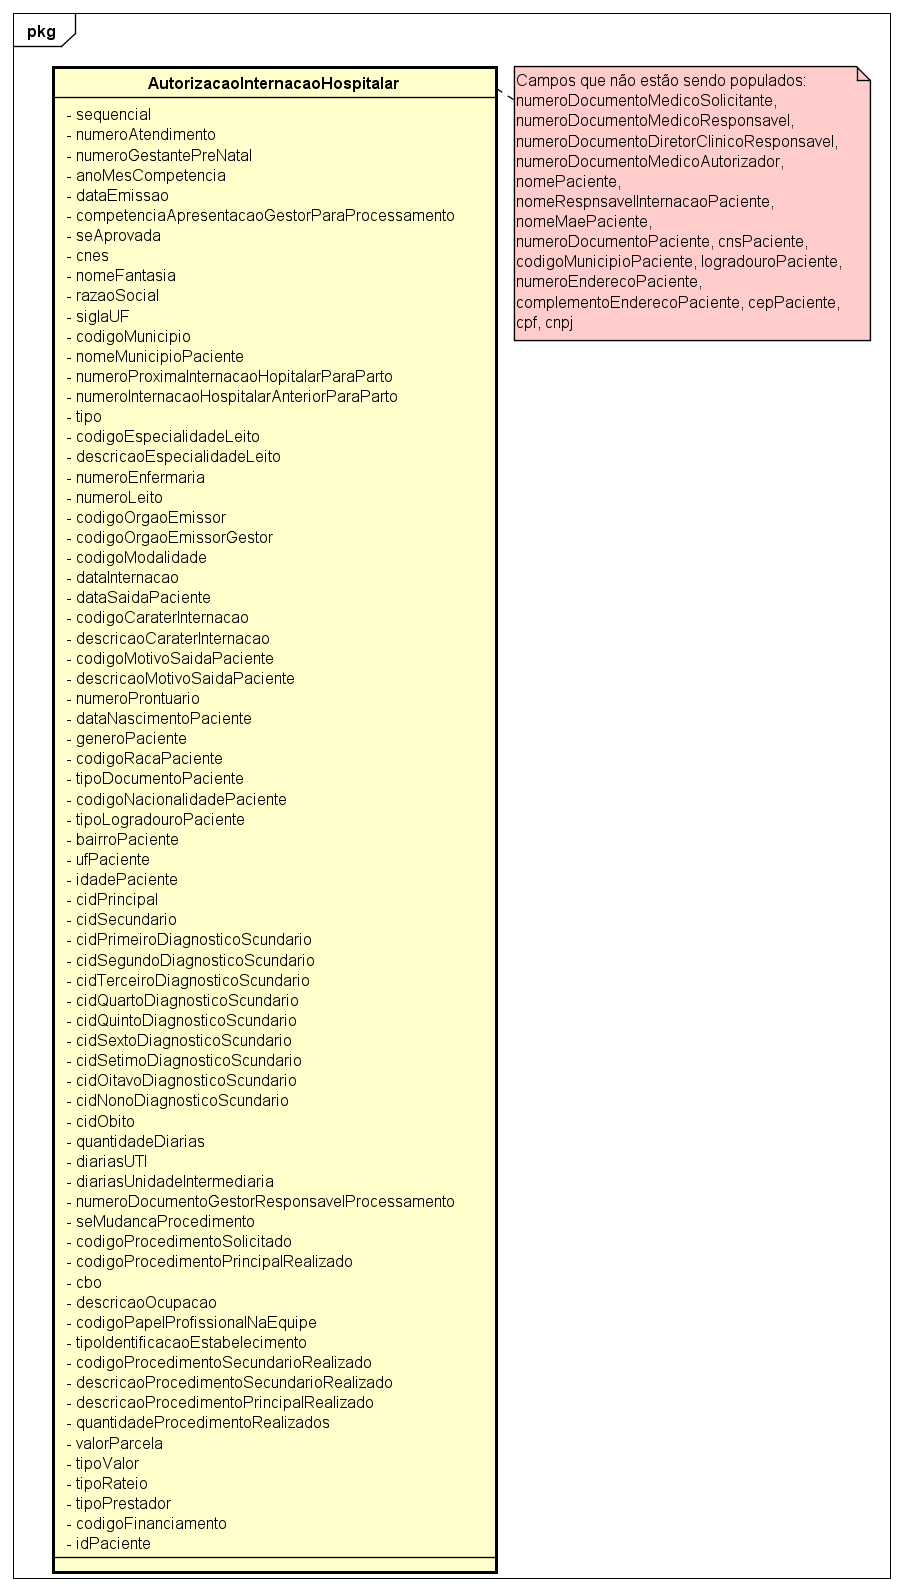 pkg
AutorizacaoInternacaoHospitalar
- sequencial
- numeroAtendimento
- numeroGestantePreNatal
- anoMesCompetencia
- dataEmissao
- competenciaApresentacaoGestorParaProcessamento
- seAprovada
- cnes
- nomeFantasia
- razaoSocial
- siglaUF
- codigoMunicipio
- nomeMunicipioPaciente
- numeroProximaInternacaoHopitalarParaParto
- numeroInternacaoHospitalarAnteriorParaParto
- tipo
- codigoEspecialidadeLeito
- descricaoEspecialidadeLeito
- numeroEnfermaria
- numeroLeito
- codigoOrgaoEmissor
- codigoOrgaoEmissorGestor
- codigoModalidade
- dataInternacao
- dataSaidaPaciente
- codigoCaraterInternacao
- descricaoCaraterInternacao
- codigoMotivoSaidaPaciente
- descricaoMotivoSaidaPaciente
- numeroProntuario
- dataNascimentoPaciente
- generoPaciente
- codigoRacaPaciente
- tipoDocumentoPaciente
- codigoNacionalidadePaciente
- tipoLogradouroPaciente
- bairroPaciente
- ufPaciente
- idadePaciente
- cidPrincipal
- cidSecundario
- cidPrimeiroDiagnosticoScundario
- cidSegundoDiagnosticoScundario
- cidTerceiroDiagnosticoScundario
- cidQuartoDiagnosticoScundario
- cidQuintoDiagnosticoScundario
- cidSextoDiagnosticoScundario
- cidSetimoDiagnosticoScundario
- cidOitavoDiagnosticoScundario
- cidNonoDiagnosticoScundario
- cidObito
- quantidadeDiarias
- diariasUTI
- diariasUnidadeIntermediaria
- numeroDocumentoGestorResponsavelProcessamento
- seMudancaProcedimento
- codigoProcedimentoSolicitado
- codigoProcedimentoPrincipalRealizado
- cbo
- descricaoOcupacao
- codigoPapelProfissionalNaEquipe
- tipoIdentificacaoEstabelecimento
- codigoProcedimentoSecundarioRealizado
- descricaoProcedimentoSecundarioRealizado
- descricaoProcedimentoPrincipalRealizado
- quantidadeProcedimentoRealizados
- valorParcela
- tipoValor
- tipoRateio
- tipoPrestador
- codigoFinanciamento
- idPaciente
Campos que não estão sendo populados:
numeroDocumentoMedicoSolicitante,
numeroDocumentoMedicoResponsavel,
numeroDocumentoDiretorClinicoResponsavel,
numeroDocumentoMedicoAutorizador,
nomePaciente,
nomeRespnsavelInternacaoPaciente,
nomeMaePaciente,
numeroDocumentoPaciente, cnsPaciente,
codigoMunicipioPaciente, logradouroPaciente,
numeroEnderecoPaciente,
complementoEnderecoPaciente, cepPaciente,
cpf, cnpj